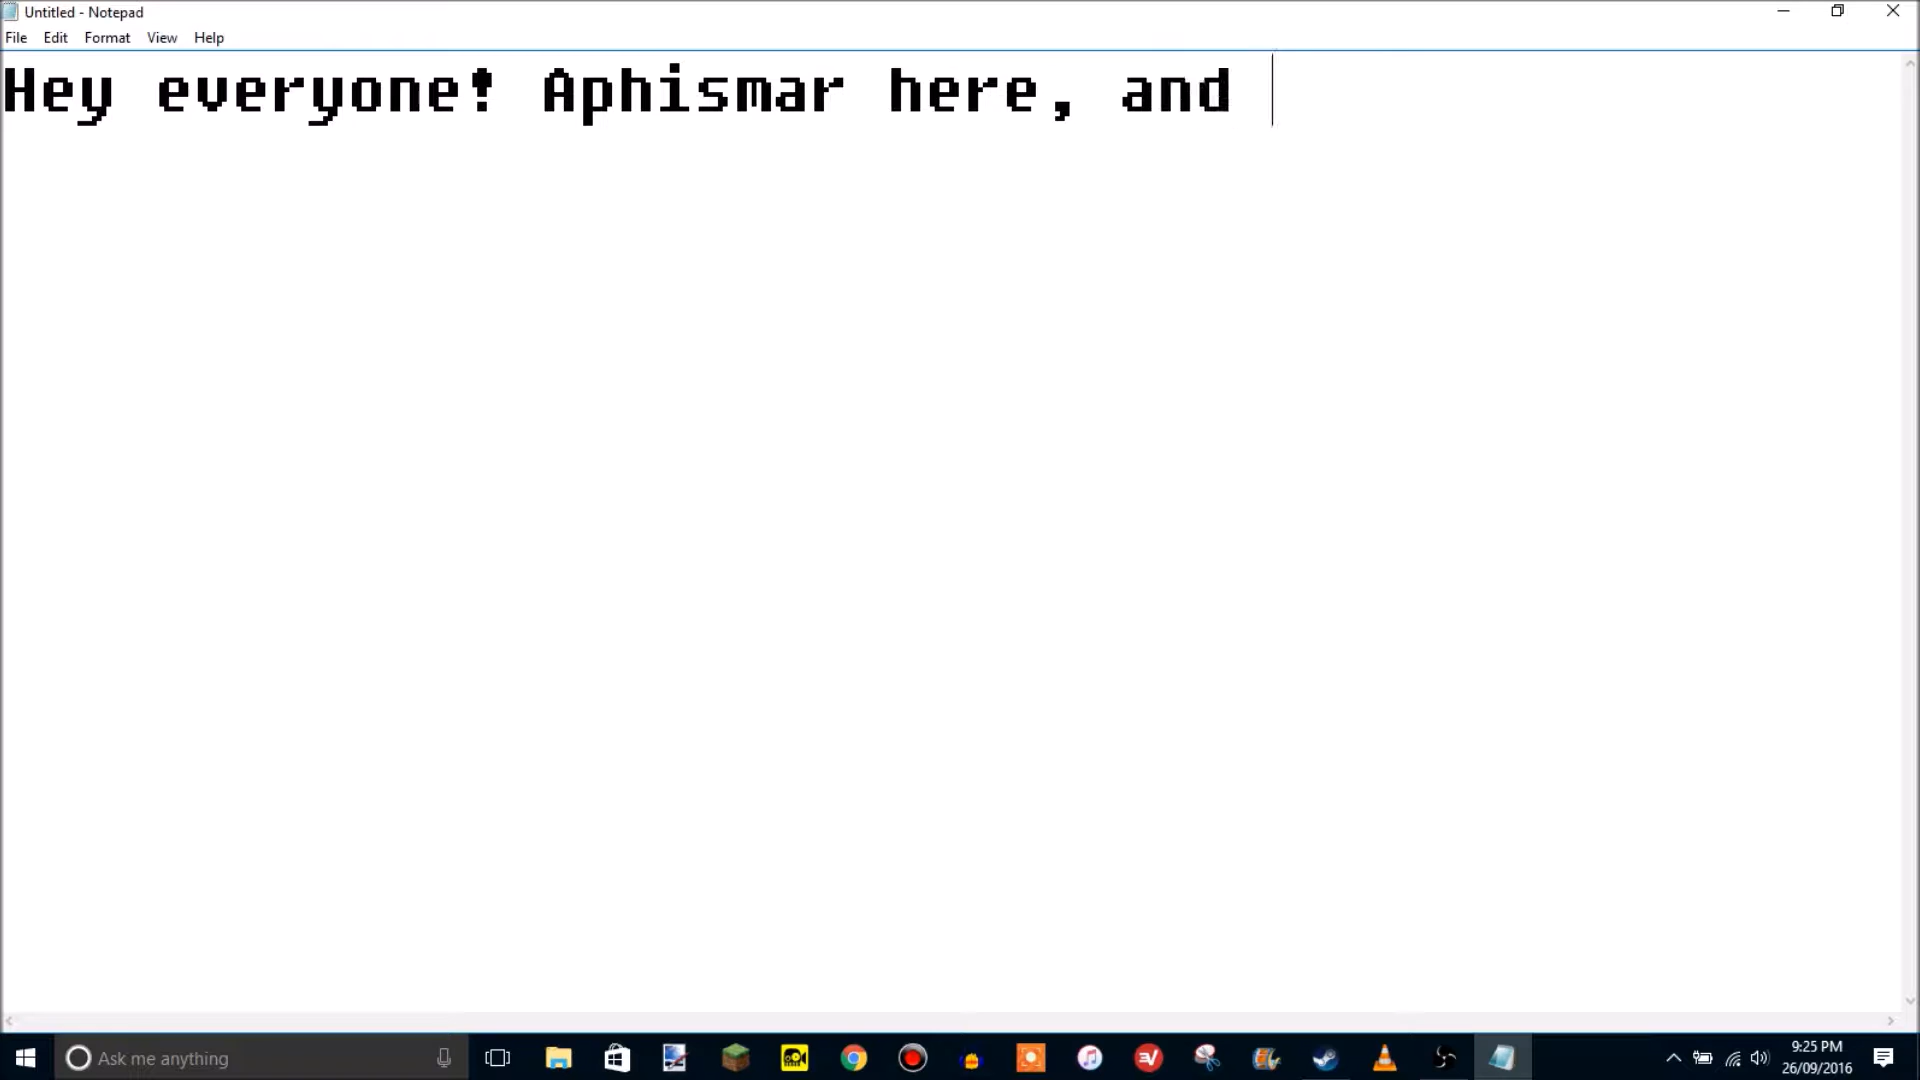 Untitled - Notepad
File Edit Format View Help
Hey everyone! Aphismar here, and
Ask me anything
9:25 PM
26/09/2016